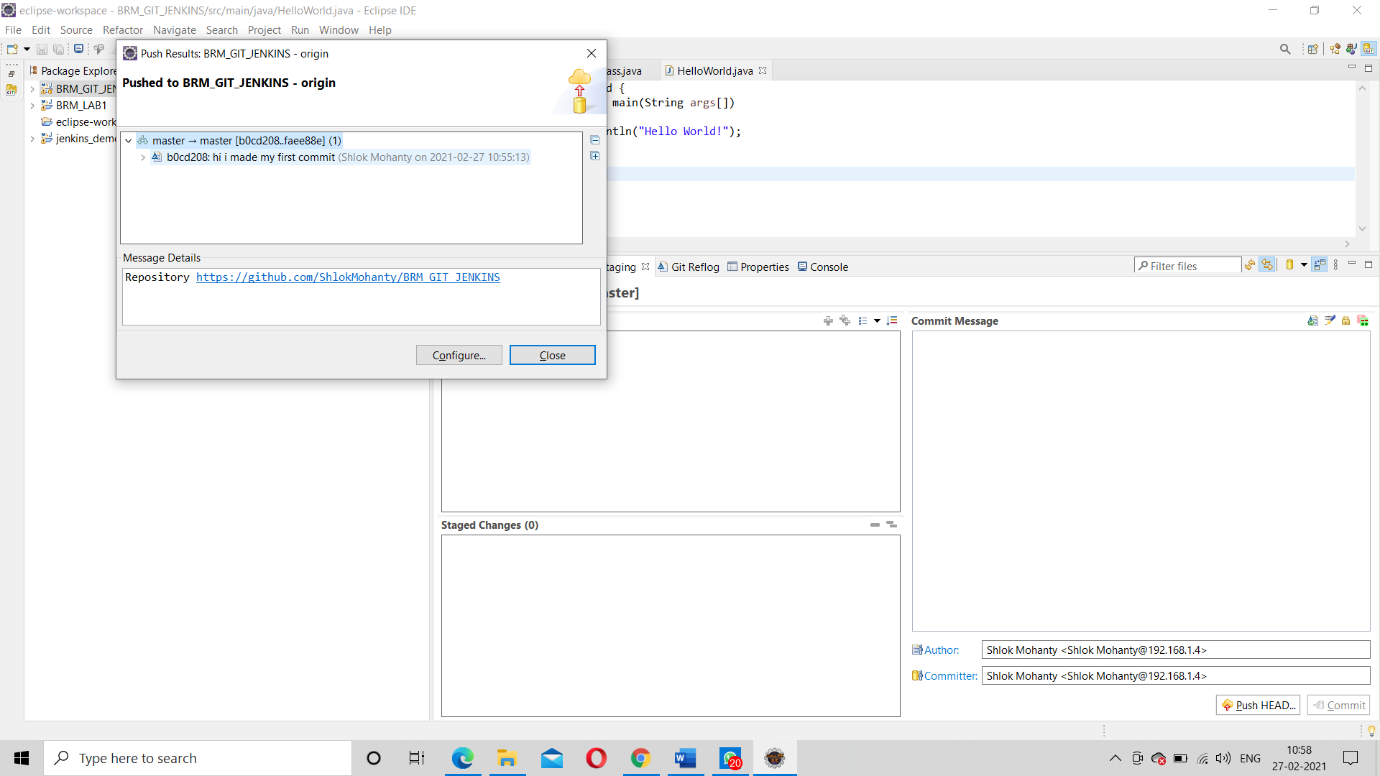 eclipse-workspace - BRM_GIT_JENKINS/src/main/java/HelloWorld.java - Eclipse IDE
File Edit Source Refactor Navigate Search Project Run Window Help
Push Results: BRM_GIT_JENKINS - origin
Pushed to BRM_GIT_JENKINS - origin
master → master [b0cd208..faee88e] (1)
b0cd208: hi i made my first commit (Shlok Mohanty on 2021-02-27 10:55:13)
Message Details
Repository https://github.com/ShlokMohanty/BRM_GIT_JENKINS
Configure... Close
Package Explore
BRM_GIT_JEN
BRM_LAB1
eclipse-work
jenkins_dem
ass.java HelloWorld.java
d {
main(String args[])
ntln("Hello World!");
taging Git Reflog Properties Console Filter files
ster]
Commit Message
Staged Changes (0)
Author: Shlok Mohanty <Shlok Mohanty@192.168.1.4>
Committer: Shlok Mohanty <Shlok Mohanty@192.168.1.4>
Push HEAD... Commit
Type here to search
20
ENG
10:58
27-02-2021